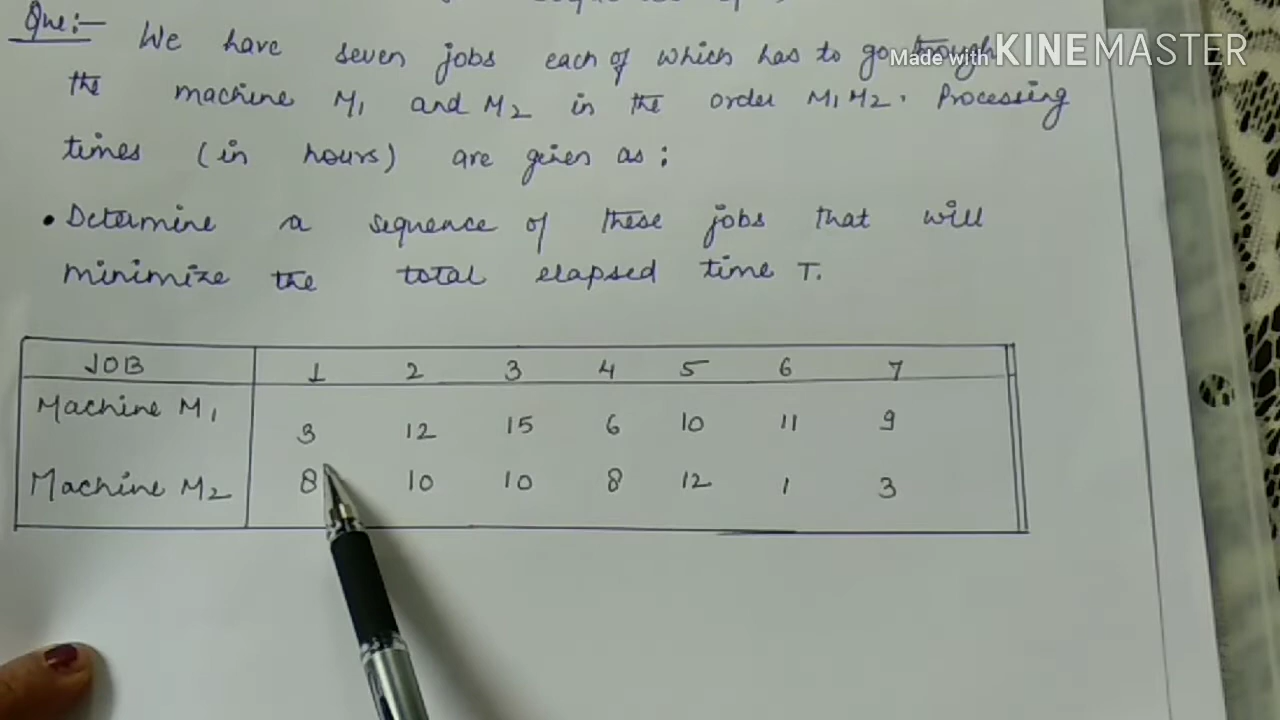 Que:-
We have seven jobs each of which has to go through
Made with KINEMASTER
the machine M1 and M2 in the order M1 M2. Processing
times (in hours) are given as:
• Determine a sequence of these jobs that will
minimize the total elapsed time T.
JOB 1 2 3 4 5 6 7
Machine M1 3 12 15 6 10 11 9
Machine M2 8 10 10 8 12 1 3